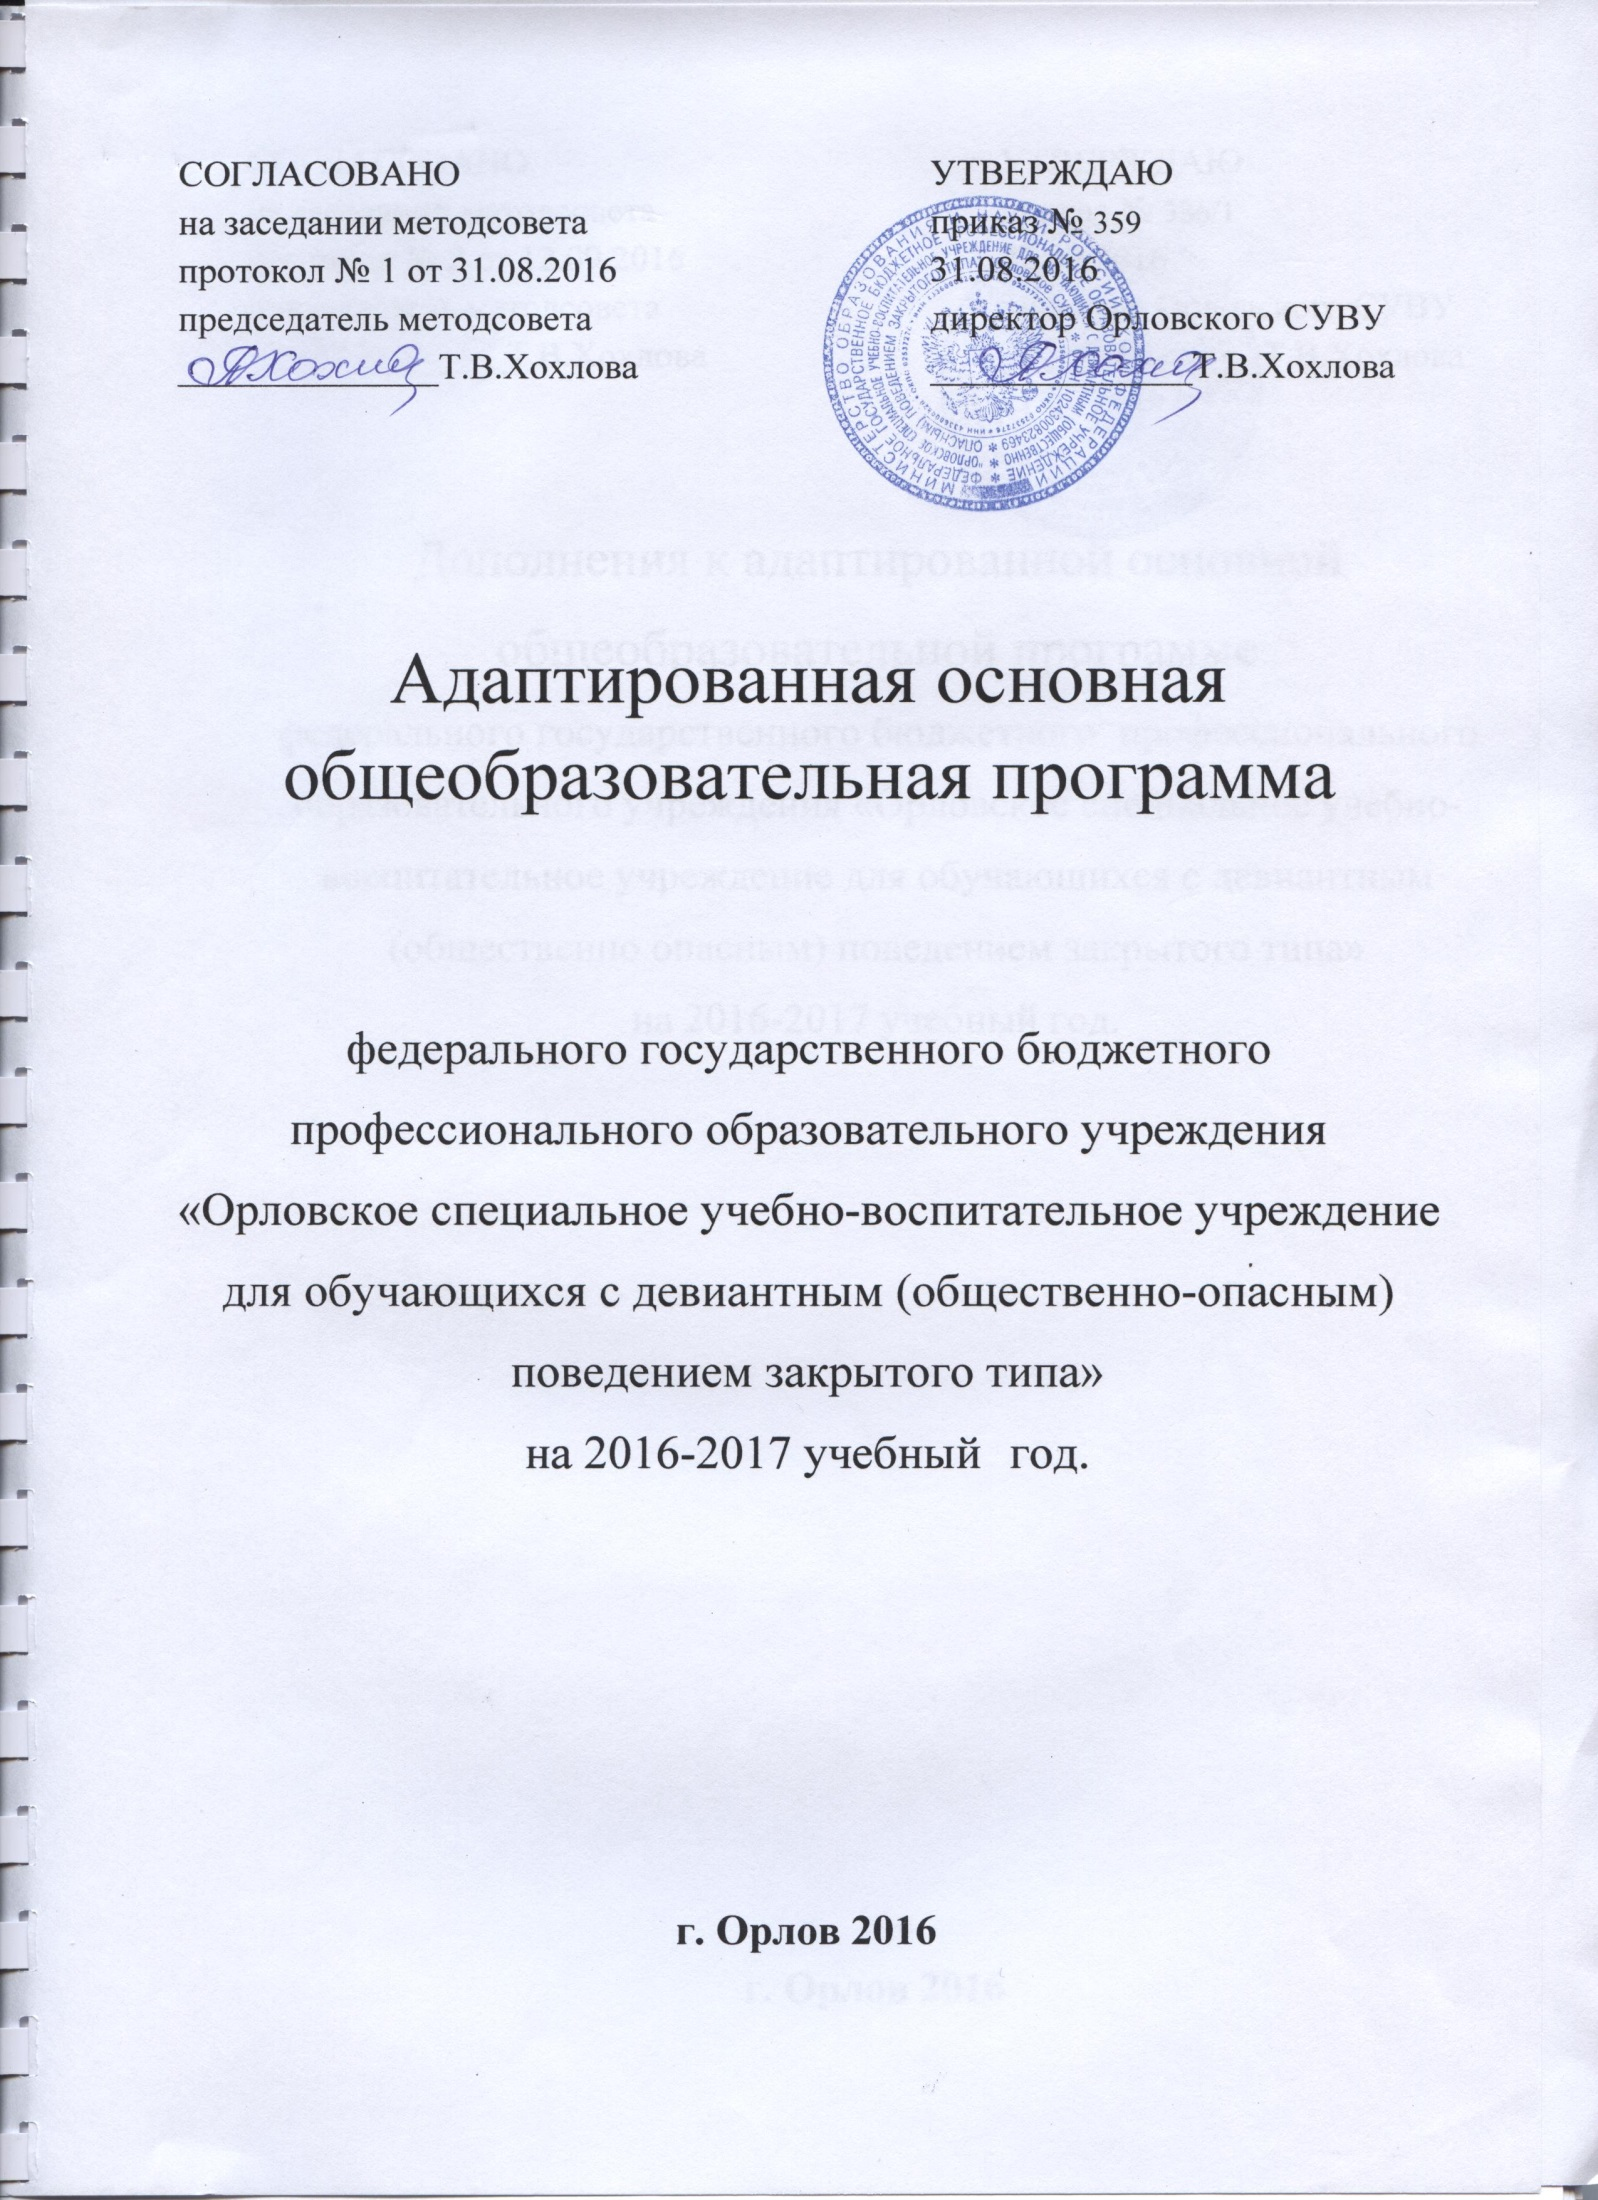 СОГЛАСОВАНО
на заседании методсовета
протокол № 1 от 31.08.2016
председатель методсовета
Т.В.Хохлова
УТВЕРЖДАЮ
приказ № 359
31.08.2016
директор Орловского СУВУ
Т.В.Хохлова
Адаптированная основная
общеобразовательная программа
федерального государственного бюджетного
профессионального образовательного учреждения
«Орловское специальное учебно-воспитательное учреждение
для обучающихся с девиантным (общественно-опасным)
поведением закрытого типа»
на 2016-2017 учебный год.
г. Орлов 2016